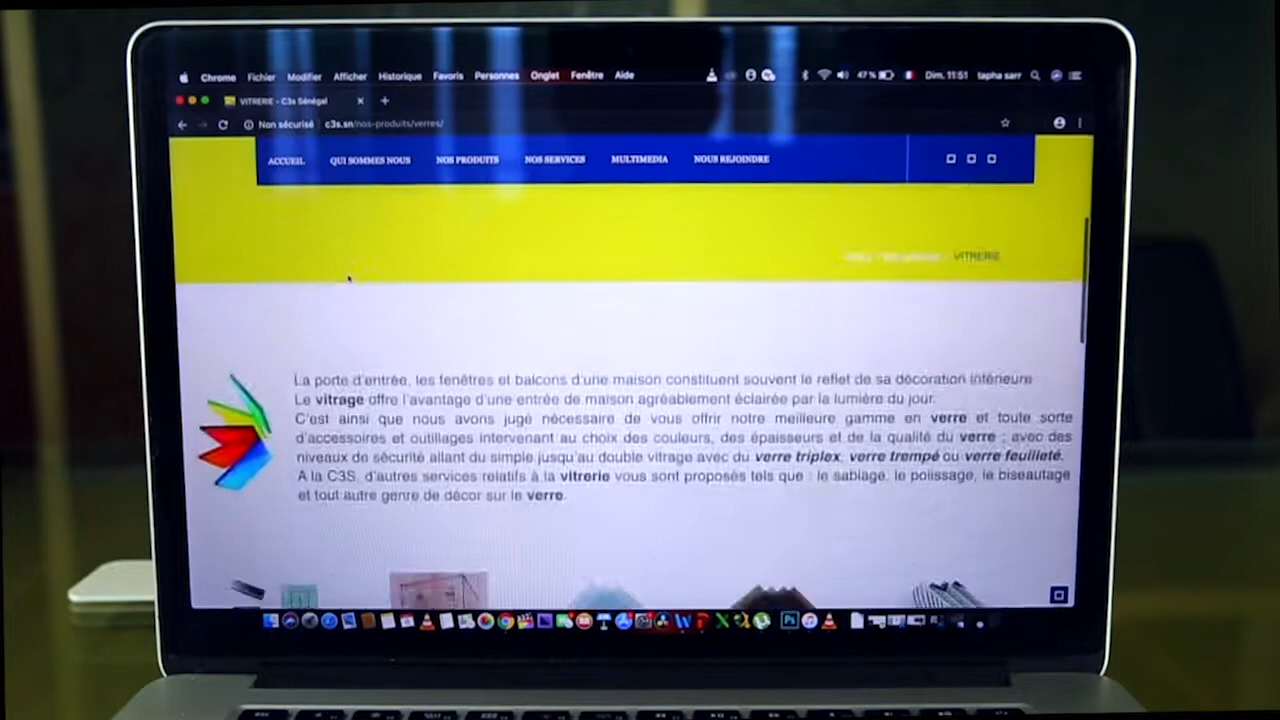 Chrome Fichier Modifier Afficher Historique Favoris Personnes Onglet Fenêtre Aide 47 % Dim. 11:51 tapha sarr
VITRERIE - C3s Sénégal
Non sécurisé c3s.sn/nos-produits/verres/
ACCUEIL QUI SOMMES NOUS NOS PRODUITS NOS SERVICES MULTIMEDIA NOUS REJOINDRE
VITRERIE
La porte d'entrée, les fenêtres et balcons d'une maison constituent souvent le reflet de sa décoration intérieure
Le vitrage offre l'avantage d'une entrée de maison agréablement éclairée par la lumière du jour.
C'est ainsi que nous avons jugé nécessaire de vous offrir notre meilleure gamme en verre et toute sorte
d'accessoires et outillages intervenant au choix des couleurs, des épaisseurs et de la qualité du verre ; avec des
niveaux de sécurité allant du simple jusqu'au double vitrage avec du verre triplex, verre trempé ou verre feuilleté.
A la C3S, d'autres services relatifs à la vitrerie vous sont proposés tels que : le sablage, le polissage, le biseautage
et tout autre genre de décor sur le verre.
Ps